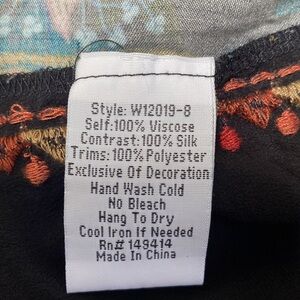 Style: W12019-8
Self:100% Viscose
Contrast:100% Silk
Trims:100% Polyester
Exclusive Of Decoration
Hand Wash Cold
No Bleach
Hang To Dry
Cool Iron If Needed
Rn# 149414
Made In China